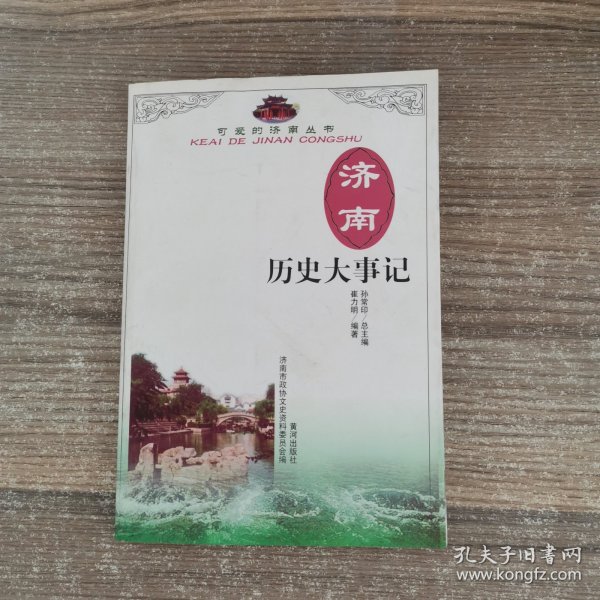 可爱的济南丛书
KEAI DE JINAN CONGSHU
济南
历史大事记
孙常印/总主编
崔力明/编著
黄河出版社
济南市政协文史资料委员会编
孔夫子旧书网
www.kongfz.com